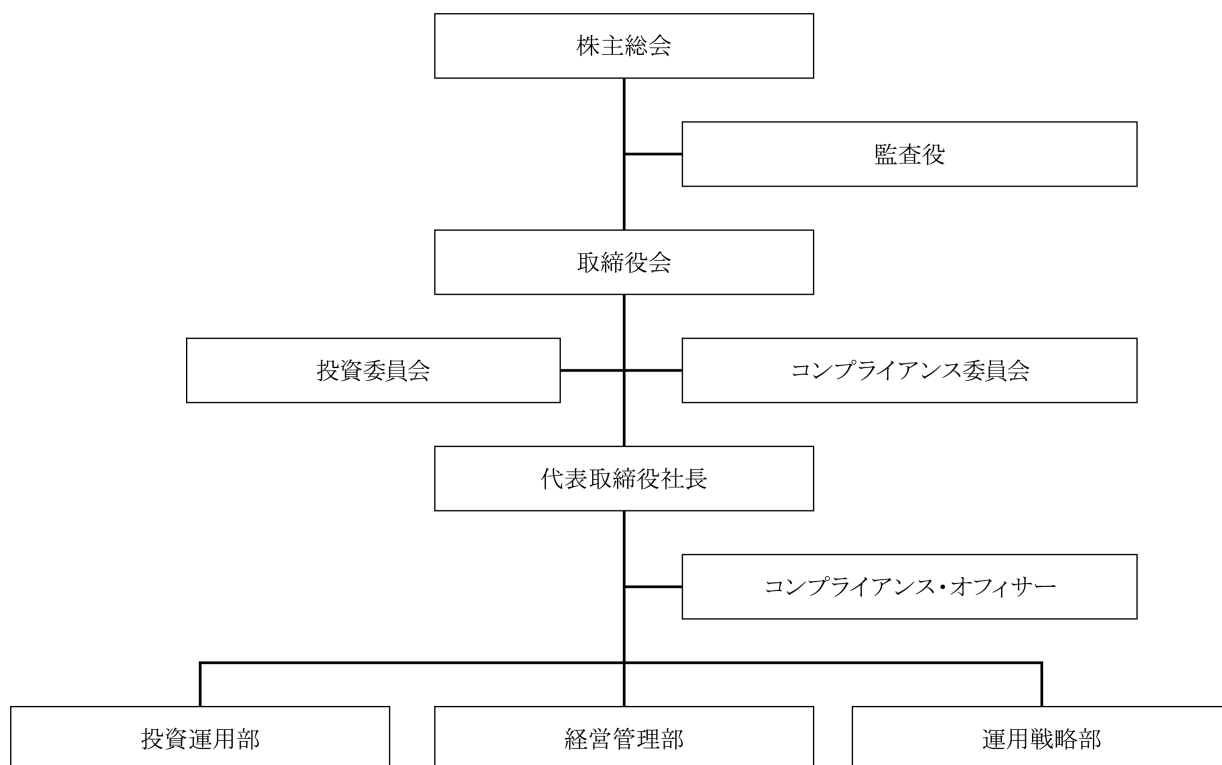 株主総会
監査役
取締役会
投資委員会
コンプライアンス委員会
代表取締役社長
コンプライアンス・オフィサー
投資運用部
経営管理部
運用戦略部